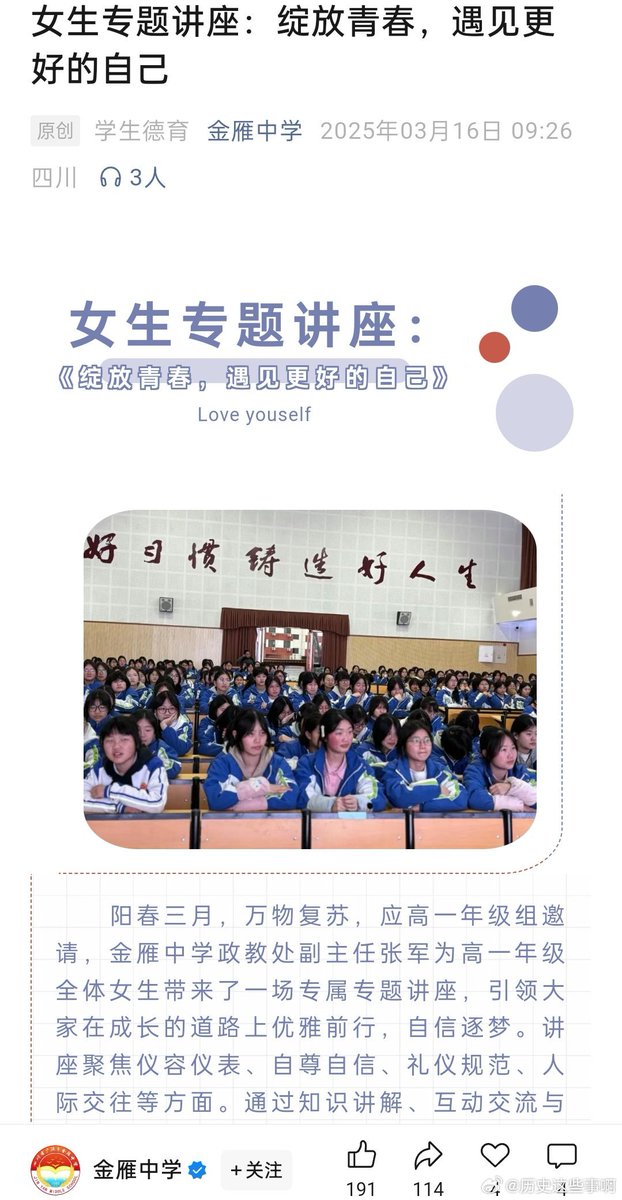 女生专题讲座：绽放青春，遇见更
好的自己
原创 学生德育 金雁中学 2025年03月16日 09:26
四川 3人
女生专题讲座：
《绽放青春，遇见更好的自己》
Love youself
好习惯铸造好人生
阳春三月，万物复苏，应高一年级组邀
请，金雁中学政教处副主任张军为高一年级
全体女生带来了一场专属专题讲座，引领大
家在成长的道路上优雅前行，自信逐梦。讲
座聚焦仪容仪表、自尊自信、礼仪规范、人
际交往等方面。通过知识讲解、互动交流与
金雁中学 +关注 191 114 4 4
@历史这些事啊